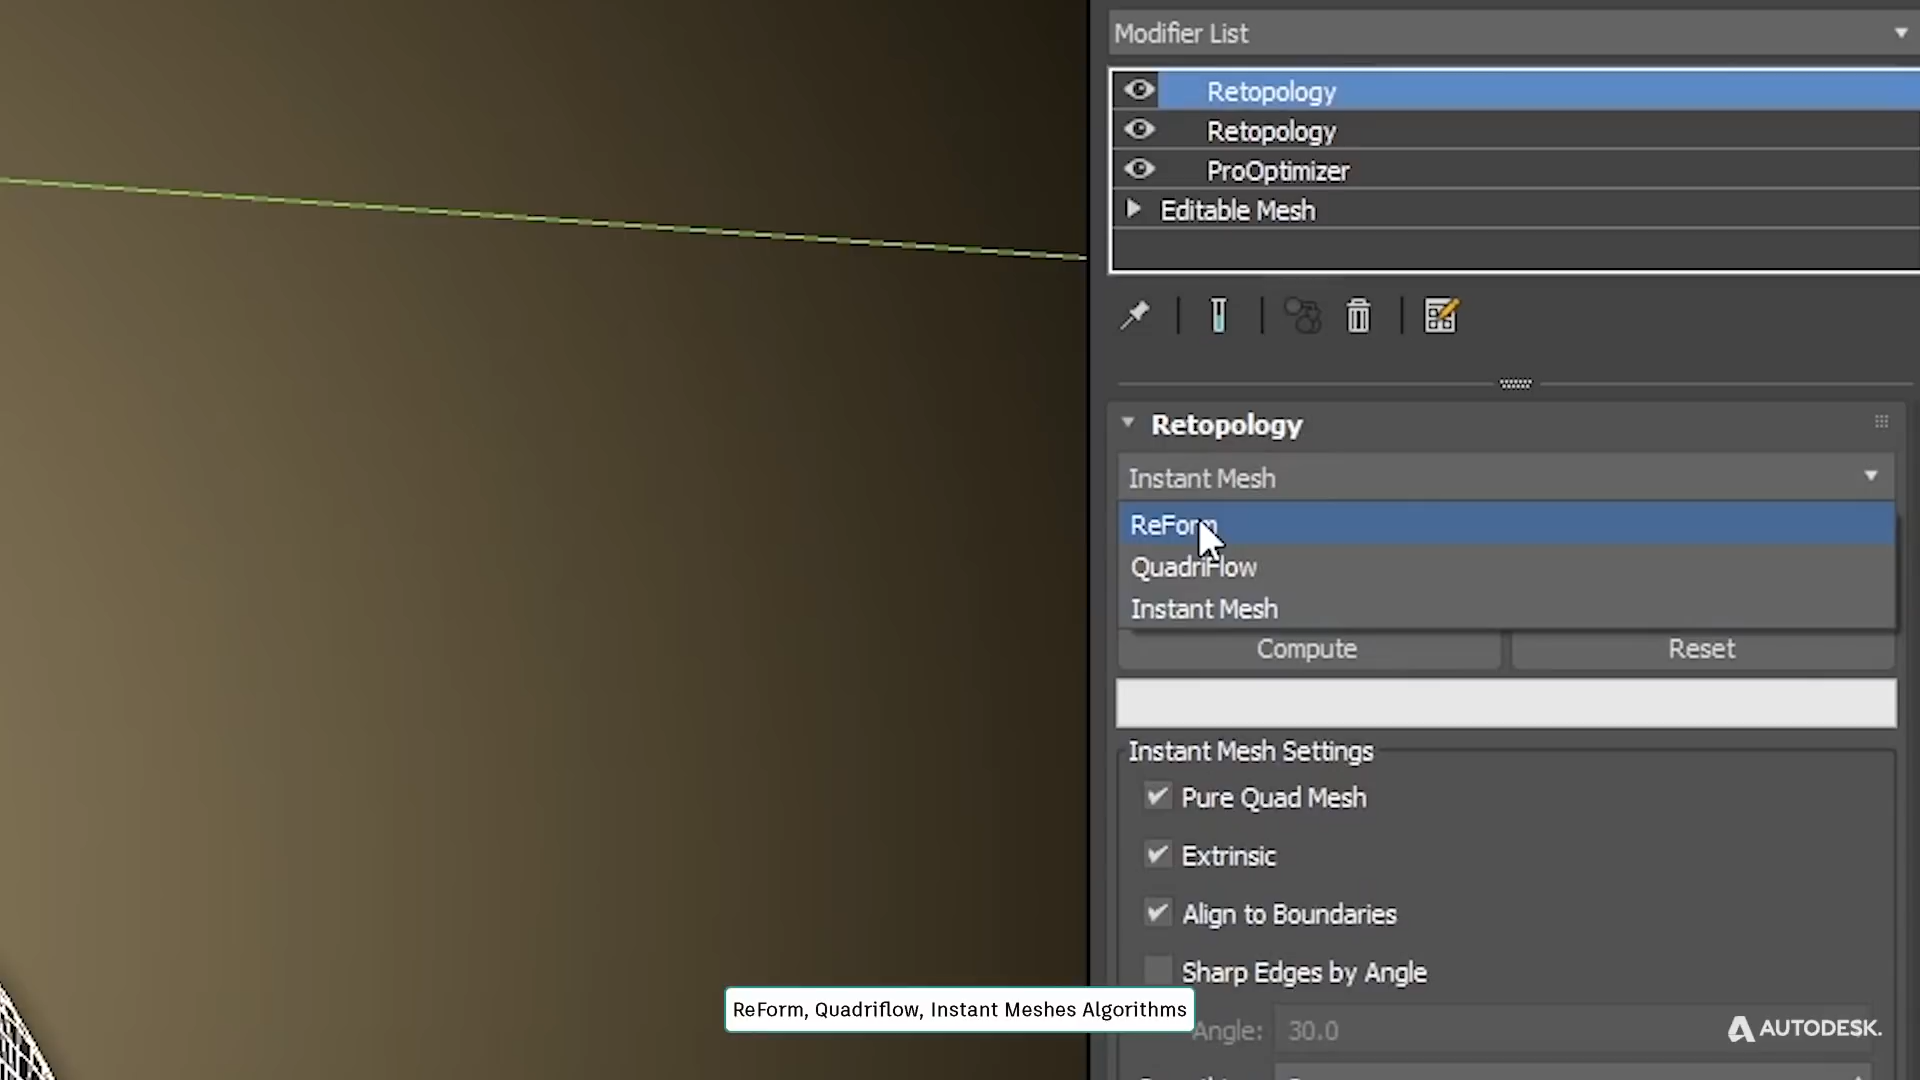 Modifier List
Retopology
Retopology
ProOptimizer
Editable Mesh
Retopology
Instant Mesh
ReForm
QuadriFlow
Instant Mesh
Compute Reset
Instant Mesh Settings
Pure Quad Mesh
Extrinsic
Align to Boundaries
Sharp Edges by Angle
ReForm, Quadriflow, Instant Meshes Algorithms
Angle: 30.0
AUTODESK.